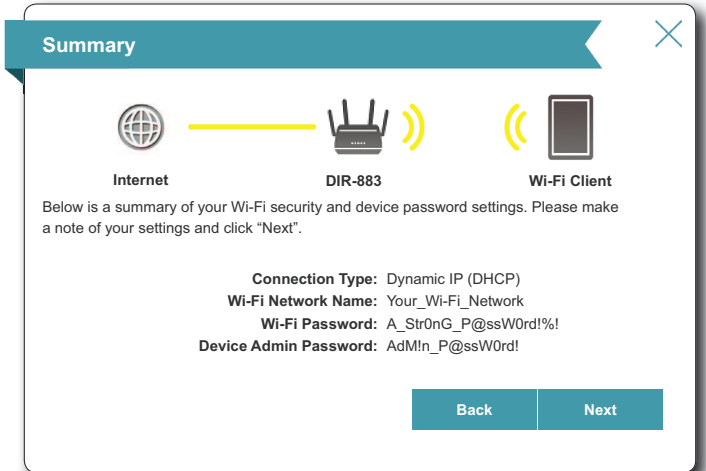 Summary
Internet DIR-883 Wi-Fi Client
Below is a summary of your Wi-Fi security and device password settings. Please make
a note of your settings and click “Next”.
Connection Type: Dynamic IP (DHCP)
Wi-Fi Network Name: Your_Wi-Fi_Network
Wi-Fi Password: A_Str0nG_P@ssW0rd!%!
Device Admin Password: AdM!n_P@ssW0rd!
Back Next